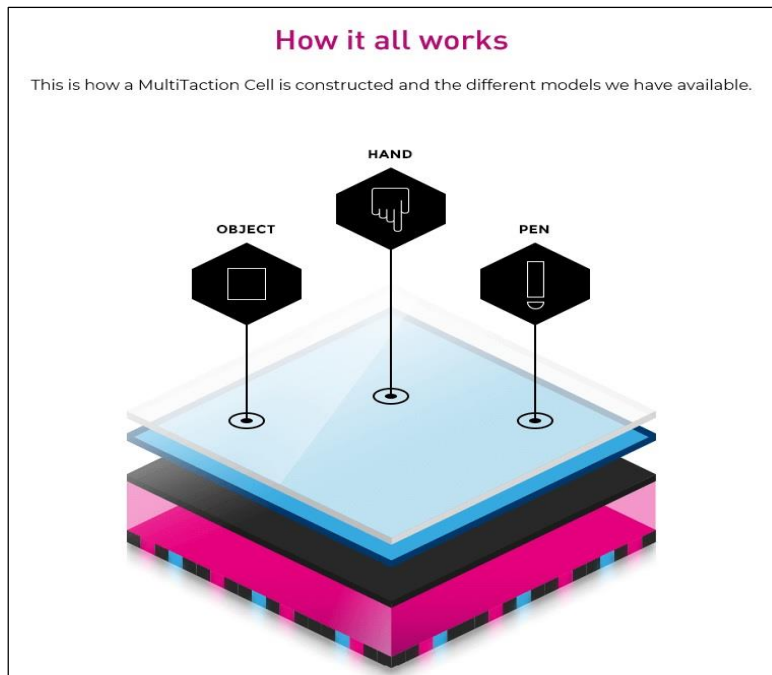 How it all works
This is how a MultiTaction Cell is constructed and the different models we have available.
HAND
OBJECT
PEN